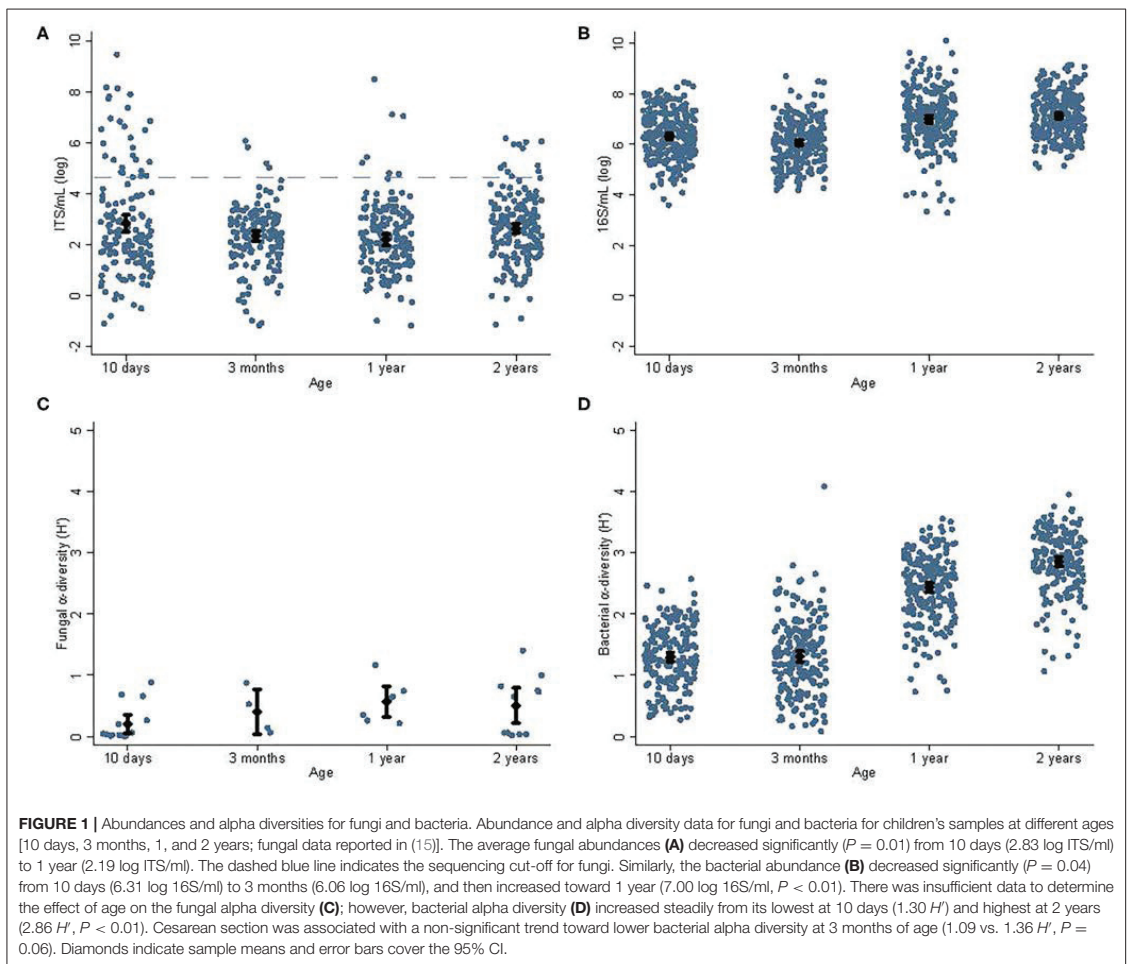 A
10
8
6
4
2
0
-2
ITS/mL (log)
10 days
3 months
1 year
2 years
Age
B
10
8
6
4
2
0
-2
16S/mL (log)
10 days
3 months
1 year
2 years
Age
C
5
4
3
2
1
0
Fungal α-diversity (H')
10 days
3 months
1 year
2 years
Age
D
5
4
3
2
1
0
Bacterial α-diversity (H')
10 days
3 months
1 year
2 years
Age
FIGURE 1 | Abundances and alpha diversities for fungi and bacteria. Abundance and alpha diversity data for fungi and bacteria for children's samples at different ages
[10 days, 3 months, 1, and 2 years; fungal data reported in (15)]. The average fungal abundances (A) decreased significantly (P = 0.01) from 10 days (2.83 log ITS/ml)
to 1 year (2.19 log ITS/ml). The dashed blue line indicates the sequencing cut-off for fungi. Similarly, the bacterial abundance (B) decreased significantly (P = 0.04)
from 10 days (6.31 log 16S/ml) to 3 months (6.06 log 16S/ml), and then increased toward 1 year (7.00 log 16S/ml, P < 0.01). There was insufficient data to determine
the effect of age on the fungal alpha diversity (C); however, bacterial alpha diversity (D) increased steadily from its lowest at 10 days (1.30 H') and highest at 2 years
(2.86 H', P < 0.01). Cesarean section was associated with a non-significant trend toward lower bacterial alpha diversity at 3 months of age (1.09 vs. 1.36 H', P =
0.06). Diamonds indicate sample means and error bars cover the 95% CI.